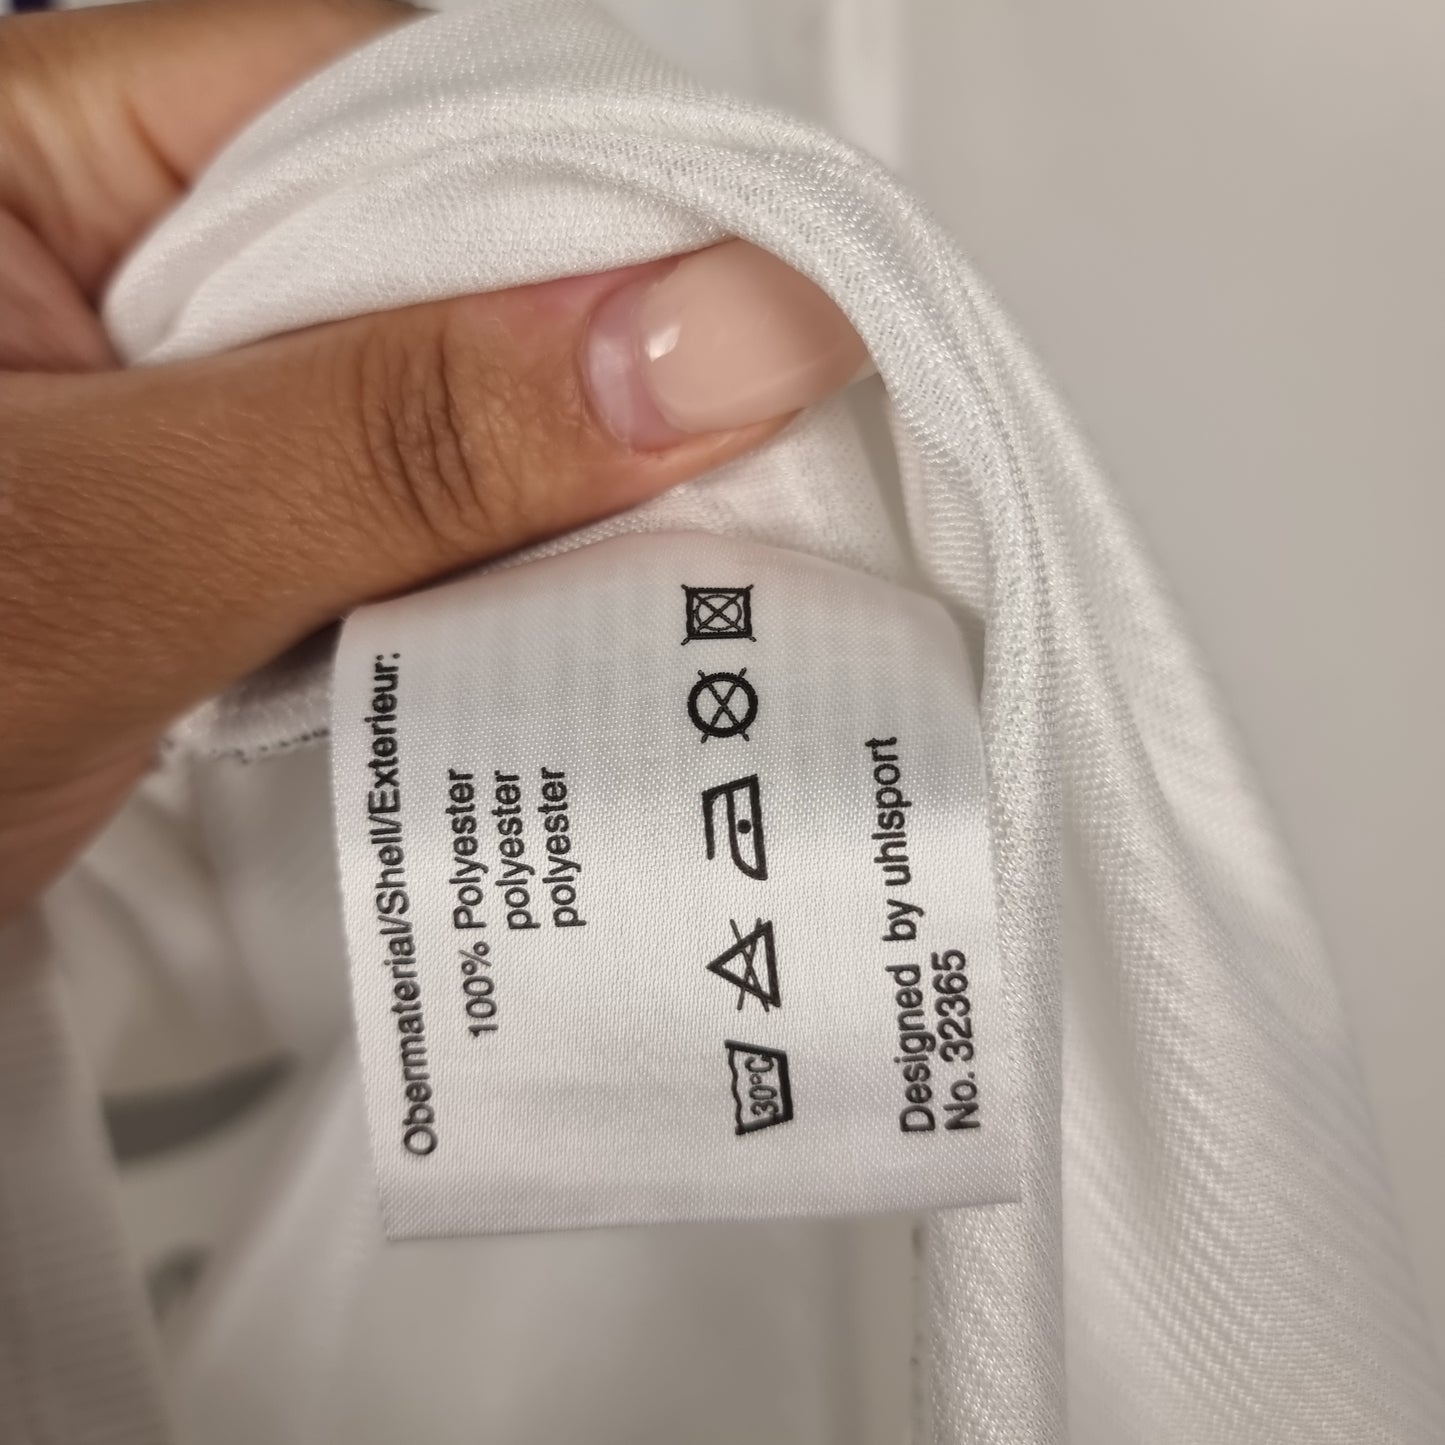 Obermaterial/Shell/Exterieur:
100% Polyester
polyester
polyester
30°C
Designed by uhlsport
No. 32365